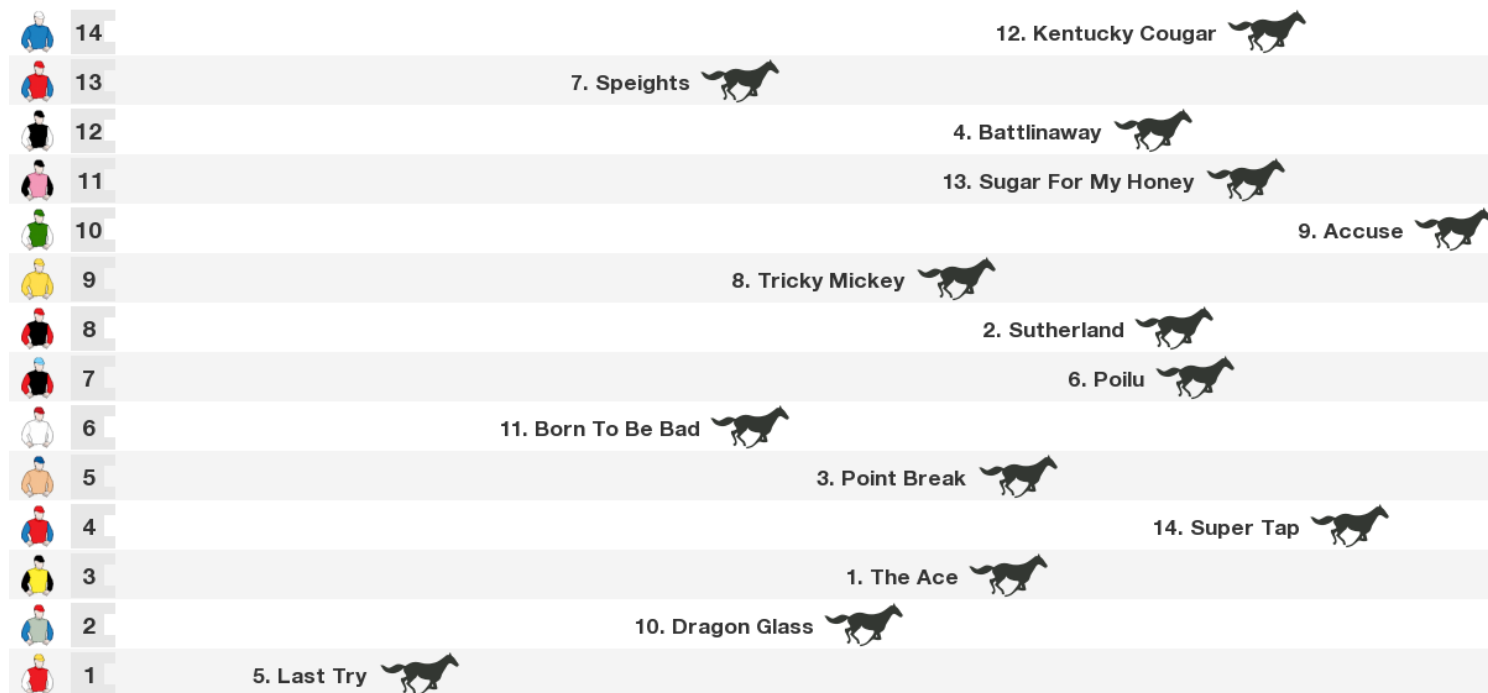 14 12. Kentucky Cougar
13 7. Speights
12 4. Battlinaway
11 13. Sugar For My Honey
10 9. Accuse
9 8. Tricky Mickey
8 2. Sutherland
7 6. Poilu
6 11. Born To Be Bad
5 3. Point Break
4 14. Super Tap
3 1. The Ace
2 10. Dragon Glass
1 5. Last Try